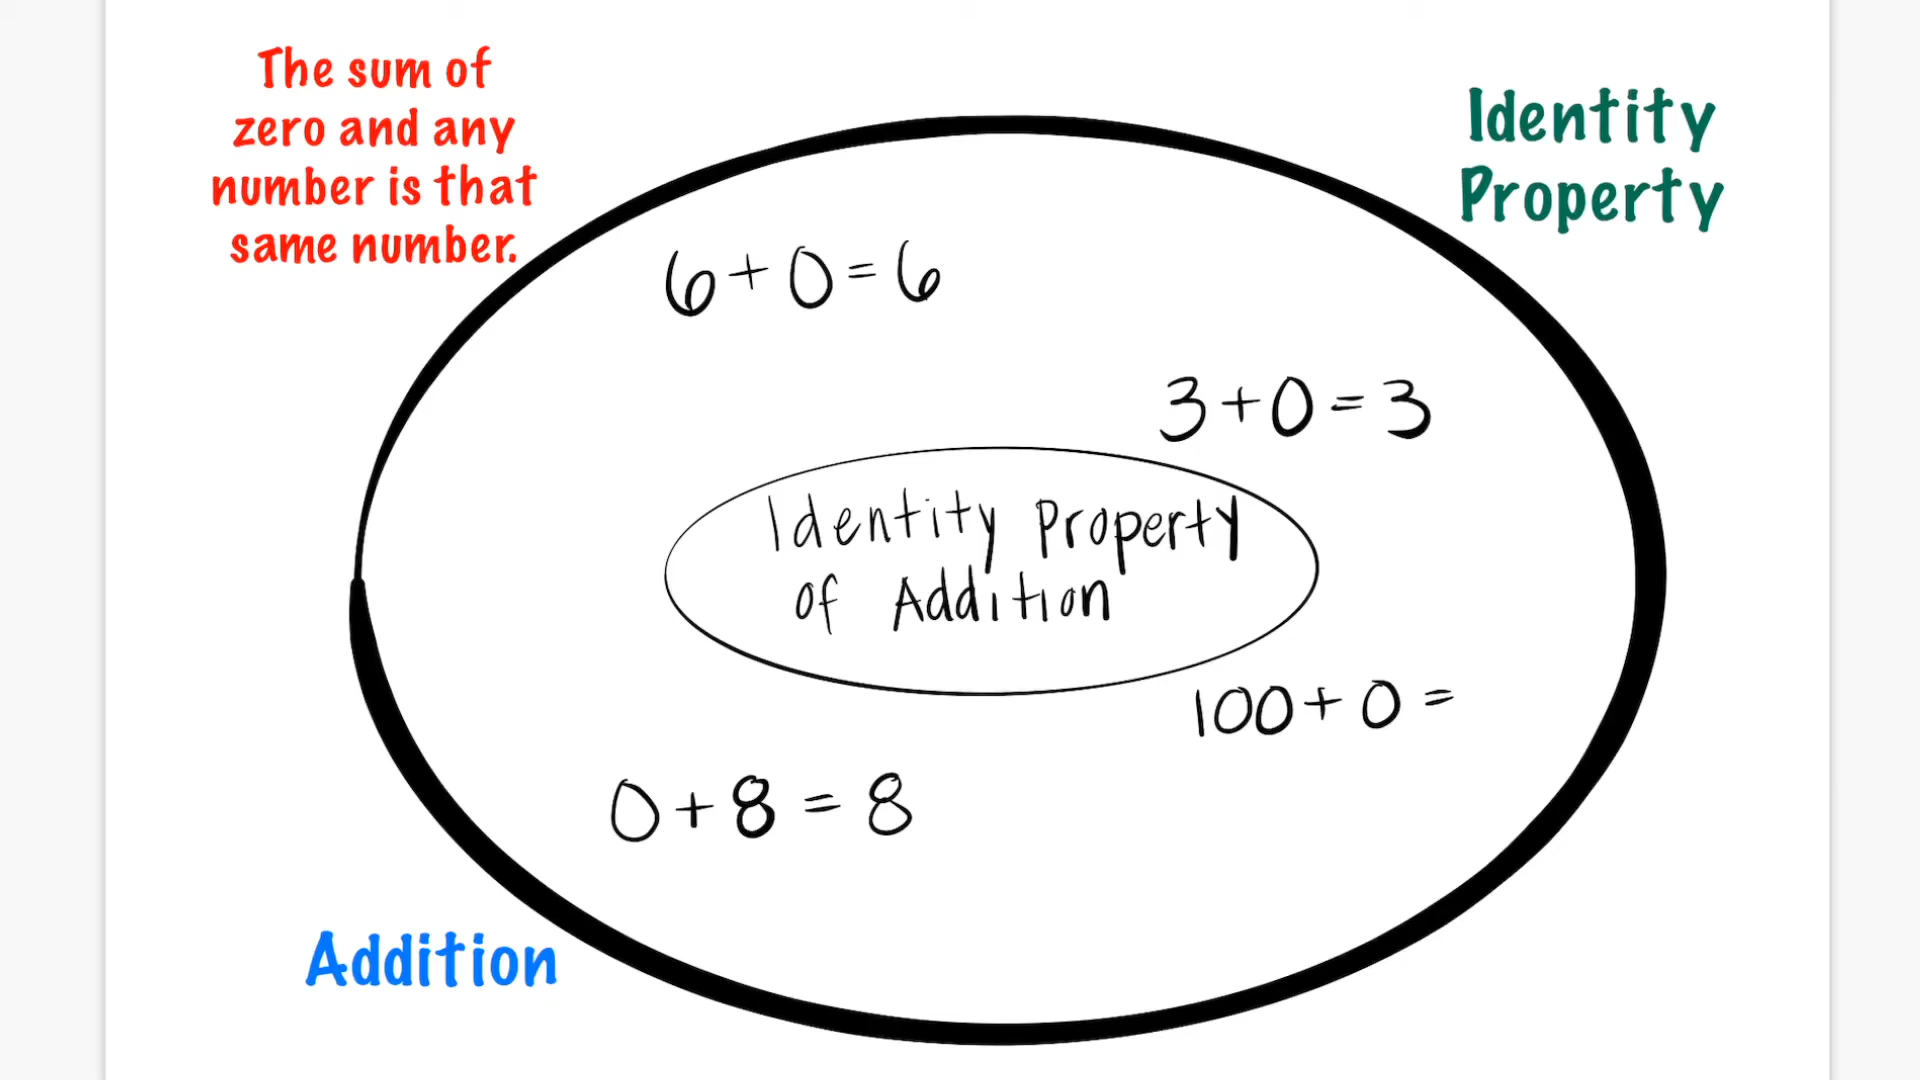 The sum of
zero and any
number is that
same number.
Identity
Property
6+0=6
3+0=3
Identity Property
of Addition
100+0=
0+8=8
Addition